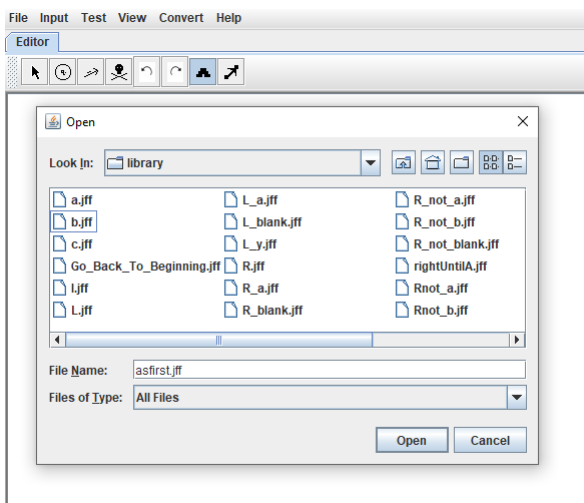 File Input Test View Convert Help
Editor
Open
Look In: library
a.jff L_a.jff R_not_a.jff
b.jff L_blank.jff R_not_b.jff
c.jff L_y.jff R_not_blank.jff
Go_Back_To_Beginning.jff R.jff rightUntilA.jff
l.jff R_a.jff Rnot_a.jff
L.jff R_blank.jff Rnot_b.jff
File Name: asfirst.jff
Files of Type: All Files
Open Cancel